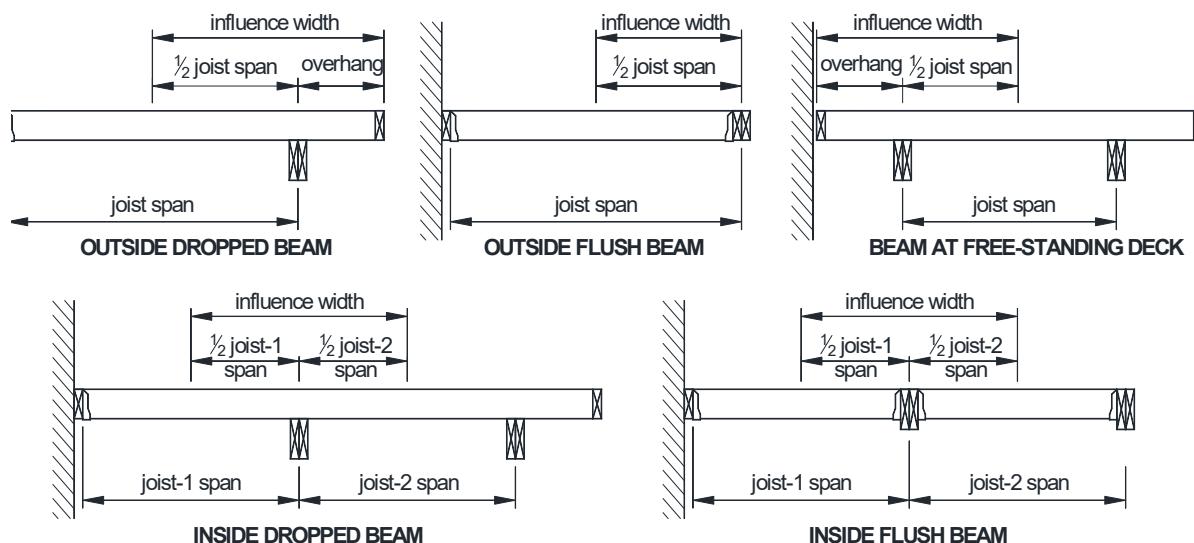 influence width
½ joist span
overhang
joist span
OUTSIDE DROPPED BEAM
influence width
½ joist span
joist span
OUTSIDE FLUSH BEAM
influence width
overhang
½ joist span
joist span
BEAM AT FREE-STANDING DECK
influence width
½ joist-1
span
½ joist-2
span
joist-1 span
joist-2 span
INSIDE DROPPED BEAM
influence width
½ joist-1
span
½ joist-2
span
joist-1 span
joist-2 span
INSIDE FLUSH BEAM